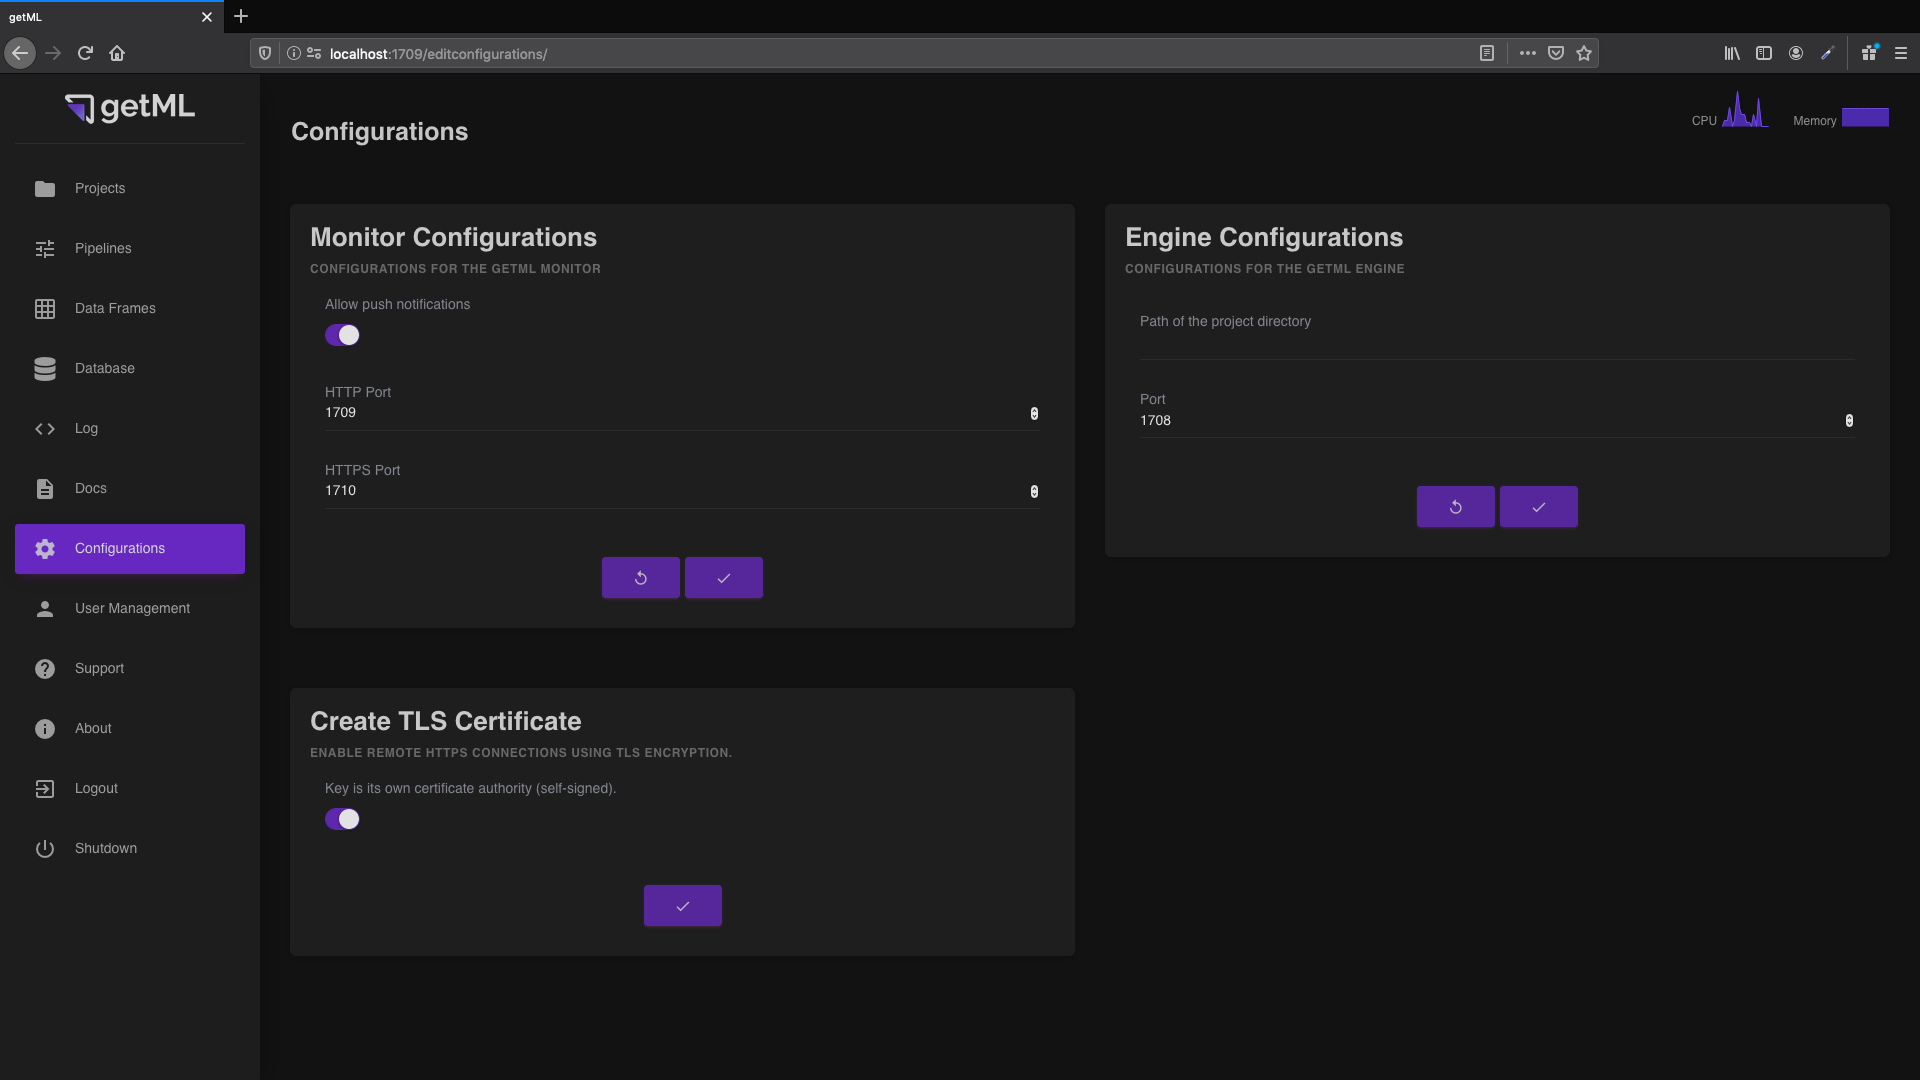 getML
localhost:1709/editconfigurations/
getML
Projects
Pipelines
Data Frames
Database
Log
Docs
Configurations
User Management
Support
About
Logout
Shutdown
Configurations
CPU
Memory
Monitor Configurations
CONFIGURATIONS FOR THE GETML MONITOR
Allow push notifications
HTTP Port
1709
HTTPS Port
1710
Engine Configurations
CONFIGURATIONS FOR THE GETML ENGINE
Path of the project directory
Port
1708
Create TLS Certificate
ENABLE REMOTE HTTPS CONNECTIONS USING TLS ENCRYPTION.
Key is its own certificate authority (self-signed).